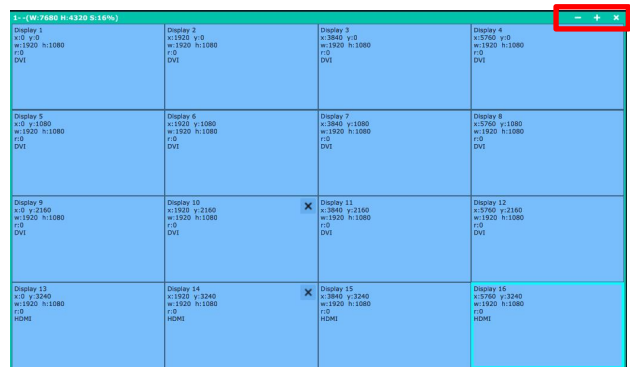 1- -(W:7680 H:4320 S:16%)
Display 1
x:0 y:0
w:1920 h:1080
r:0
DVI
Display 2
x:1920 y:0
w:1920 h:1080
r:0
DVI
Display 3
x:3840 y:0
w:1920 h:1080
r:0
DVI
Display 4
x:5760 y:0
w:1920 h:1080
r:0
DVI
Display 5
x:0 y:1080
w:1920 h:1080
r:0
DVI
Display 6
x:1920 y:1080
w:1920 h:1080
r:0
DVI
Display 7
x:3840 y:1080
w:1920 h:1080
r:0
DVI
Display 8
x:5760 y:1080
w:1920 h:1080
r:0
DVI
Display 9
x:0 y:2160
w:1920 h:1080
r:0
DVI
Display 10
x:1920 y:2160
w:1920 h:1080
r:0
DVI
Display 11
x:3840 y:2160
w:1920 h:1080
r:0
DVI
Display 12
x:5760 y:2160
w:1920 h:1080
r:0
DVI
Display 13
x:0 y:3240
w:1920 h:1080
r:0
HDMI
Display 14
x:1920 y:3240
w:1920 h:1080
r:0
HDMI
Display 15
x:3840 y:3240
w:1920 h:1080
r:0
HDMI
Display 16
x:5760 y:3240
w:1920 h:1080
r:0
HDMI